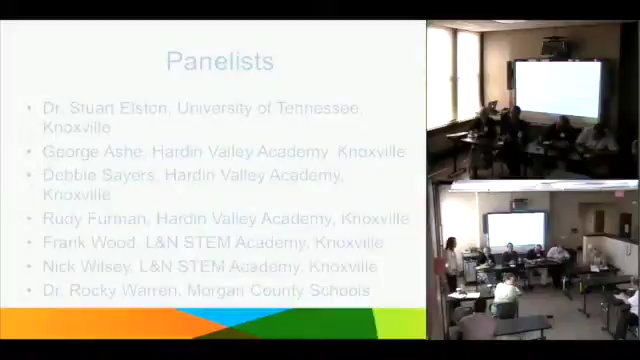 Panelists
• Dr. Stuart Elston, University of Tennessee,
Knoxville
• George Ashe, Hardin Valley Academy, Knoxville
• Debbie Sayers, Hardin Valley Academy,
Knoxville
• Rudy Furman, Hardin Valley Academy, Knoxville
• Frank Wood, L&N STEM Academy, Knoxville
• Nick Wilsey, L&N STEM Academy, Knoxville
• Dr. Rocky Warren, Morgan County Schools